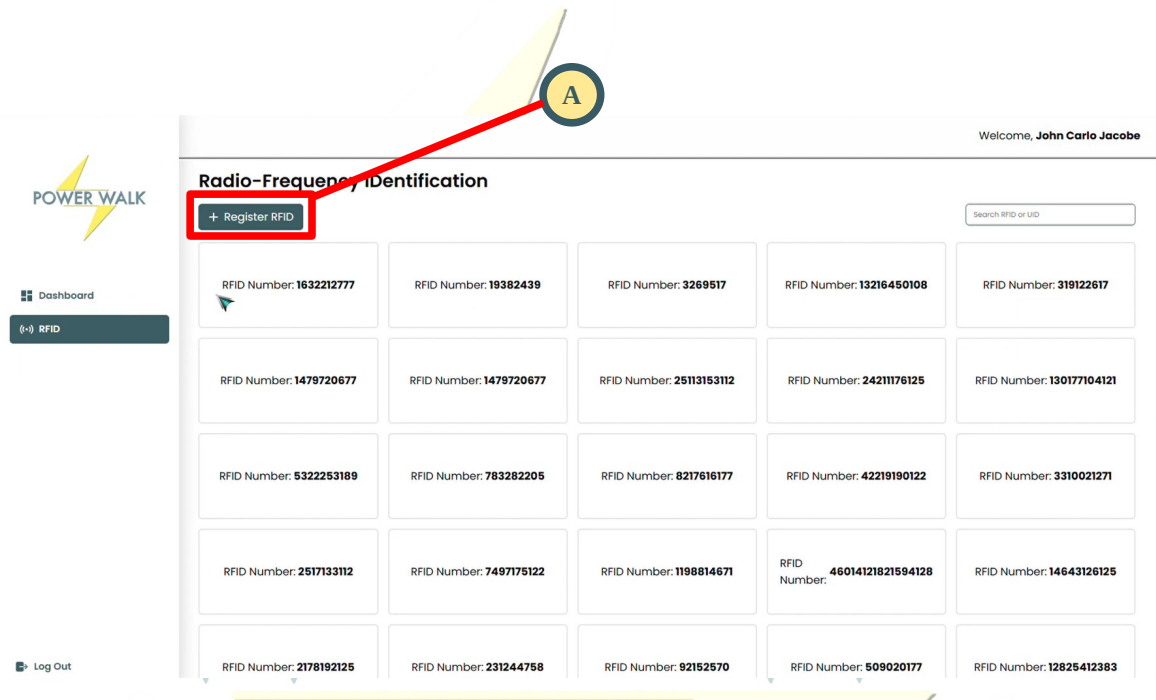 A
Welcome, John Carlo Jacobe
POWER WALK
Radio-Frequency IDentification
+ Register RFID
Search RFID or UID
RFID Number: 1632212777
RFID Number: 19382439
RFID Number: 3269517
RFID Number: 13216450108
RFID Number: 319122617
Dashboard
RFID
RFID Number: 1479720677
RFID Number: 1479720677
RFID Number: 25113153112
RFID Number: 24211176125
RFID Number: 130177104121
RFID Number: 5322253189
RFID Number: 783282205
RFID Number: 8217616177
RFID Number: 42219190122
RFID Number: 3310021271
RFID Number: 2517133112
RFID Number: 7497175122
RFID Number: 1198814671
RFID
Number: 46014121821594128
RFID Number: 14643126125
Log Out
RFID Number: 2178192125
RFID Number: 231244758
RFID Number: 92152570
RFID Number: 509020177
RFID Number: 12825412383